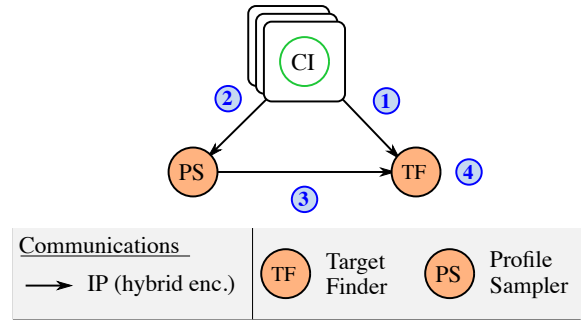 CI
2
1
PS
TF
4
3
Communications
IP (hybrid enc.)
TF
Target
Finder
PS
Profile
Sampler